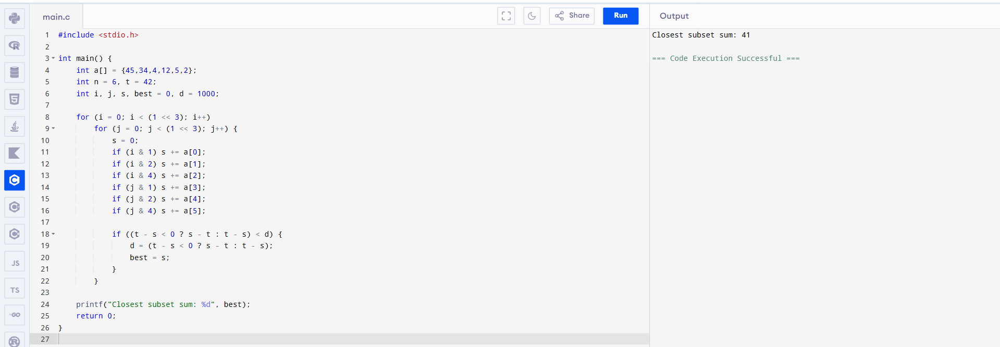 main.c
Share
Run
Output
1 #include <stdio.h>
2
3 int main() {
4     int a[] = {45,34,4,12,5,2};
5     int n = 6, t = 42;
6     int i, j, s, best = 0, d = 1000;
7
8     for (i = 0; i < (1 << 3); i++)
9         for (j = 0; j < (1 << 3); j++) {
10             s = 0;
11             if (i & 1) s += a[0];
12             if (i & 2) s += a[1];
13             if (i & 4) s += a[2];
14             if (j & 1) s += a[3];
15             if (j & 2) s += a[4];
16             if (j & 4) s += a[5];
17
18             if ((t - s < 0 ? s - t : t - s) < d) {
19                 d = (t - s < 0 ? s - t : t - s);
20                 best = s;
21             }
22         }
23
24     printf("Closest subset sum: %d", best);
25     return 0;
26 }
27
Closest subset sum: 41
=== Code Execution Successful ===
R
5
C
C
C
JS
TS
GO
R